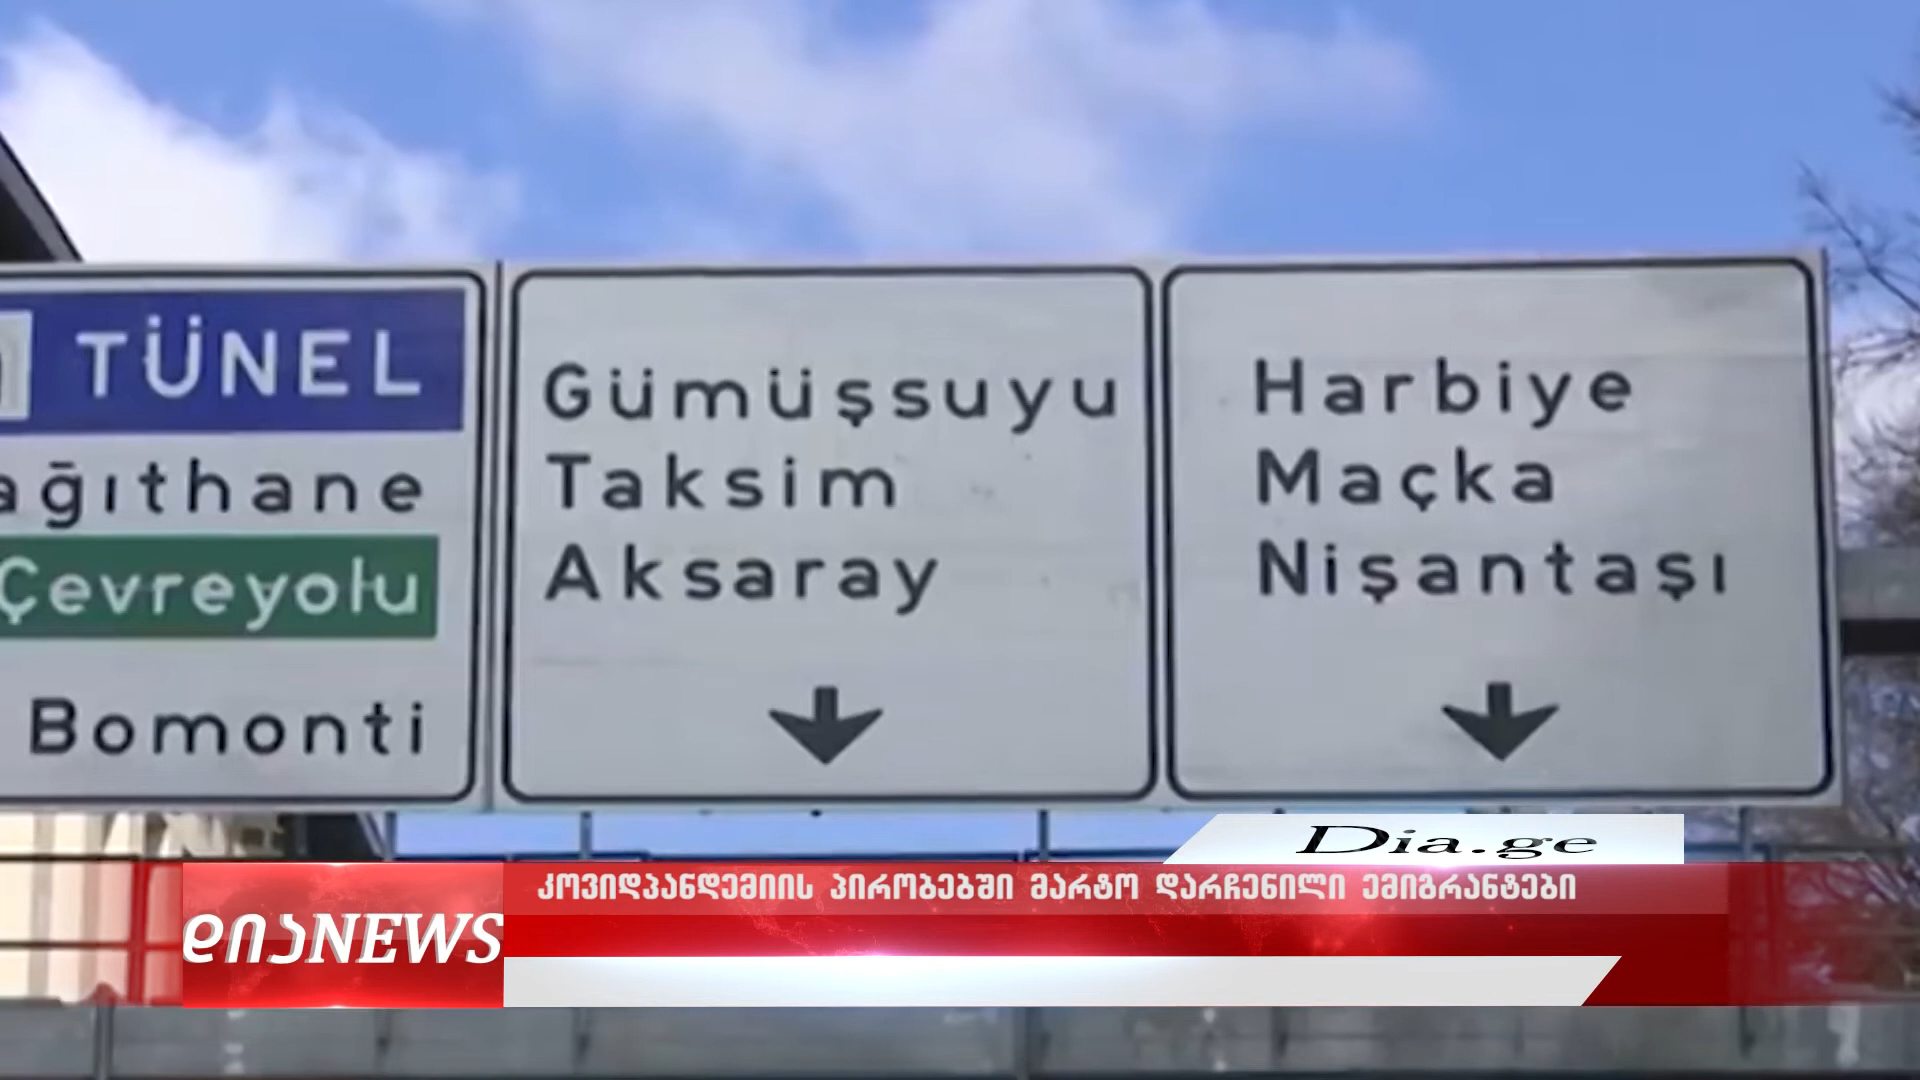 TÜNEL
ağıthane
Çevreyolu
Bomonti
Gümüşsuyu
Taksim
Aksaray
Harbiye
Maçka
Nişantaşı
Dia.ge
კოვიდპანდემიის პირობებში მარტო დარჩენილი ემიგრანტები
დიაNEWS